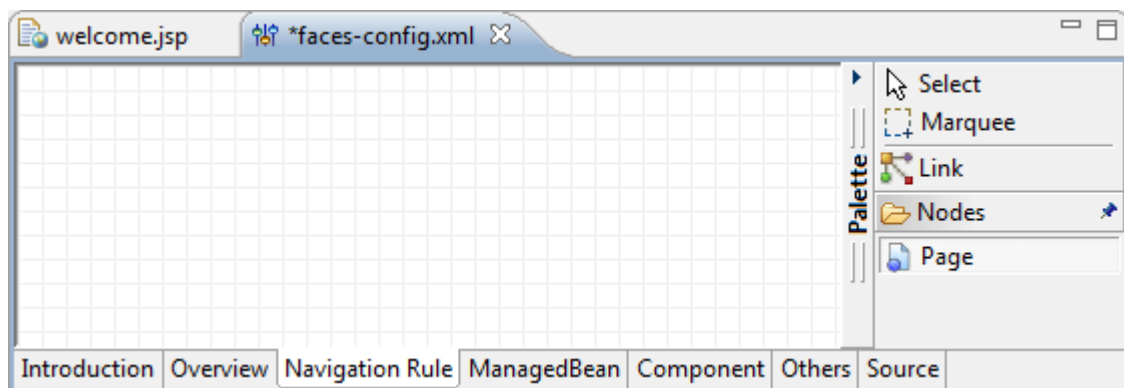 welcome.jsp
*faces-config.xml
Select
Marquee
Link
Palette
Nodes
Page
Introduction Overview Navigation Rule ManagedBean Component Others Source